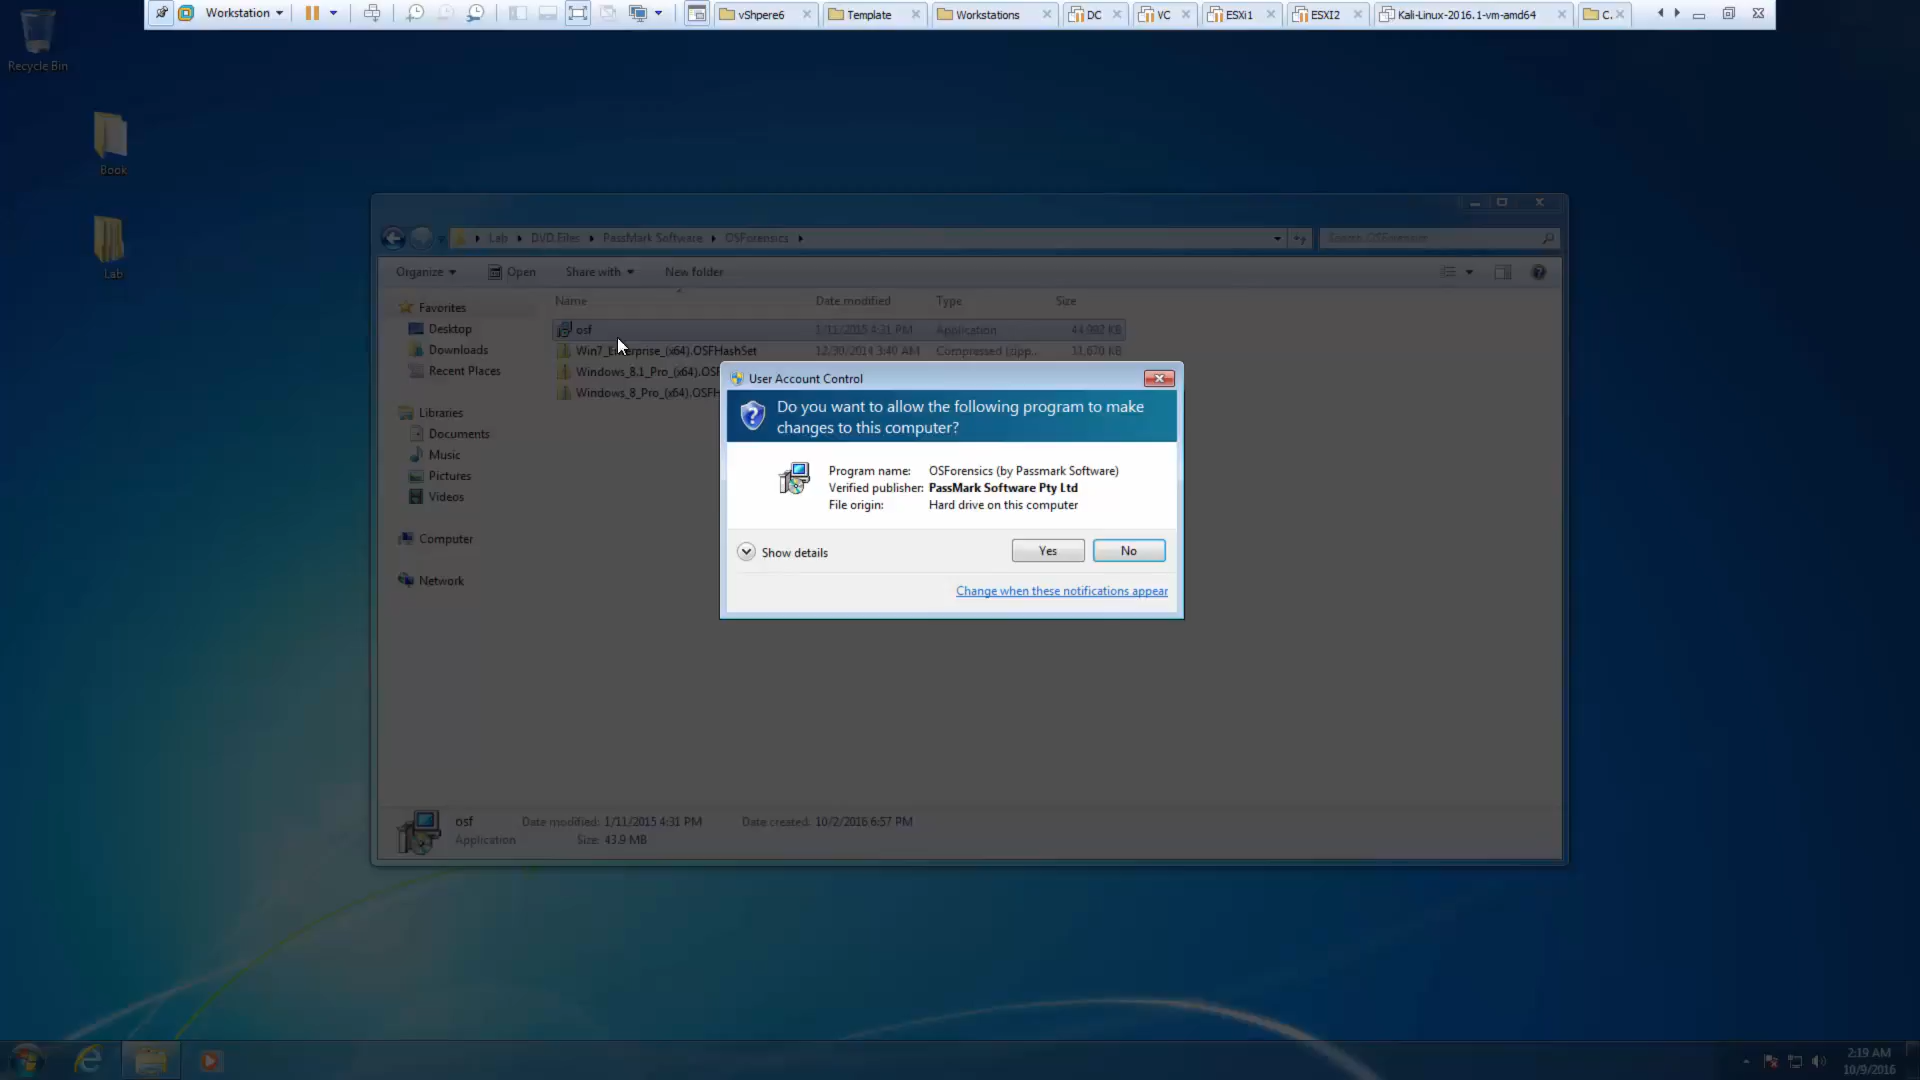 Workstation
vShpere6
Template
Workstations
DC
VC
ESXi1
ESXI2
Kali-Linux-2016.1-vm-amd64
C.
Recycle Bin
Book
Lab
Lab
DVD Files
PassMark Software
OSForensics
Search OSForensics
Organize
Open
Share with
New folder
Name
Date modified
Type
Size
Favorites
Desktop
Downloads
Recent Places
Libraries
Documents
Music
Pictures
Videos
Computer
Network
osf 1/11/2015 4:31 PM Application 44,982 KB
Win7_Enterprise_(x64).OSFHashSet 12/30/2014 3:40 AM Compressed (zipp... 11,670 KB
Windows_8.1_Pro_(x64).OSF
Windows_8_Pro_(x64).OSFH
User Account Control
Do you want to allow the following program to make
changes to this computer?
Program name: OSForensics (by Passmark Software)
Verified publisher: PassMark Software Pty Ltd
File origin: Hard drive on this computer
Show details
Yes
No
Change when these notifications appear
osf Date modified: 1/11/2015 4:31 PM Date created: 10/2/2016 6:57 PM
Application Size: 43.9 MB
2:19 AM
10/9/2016